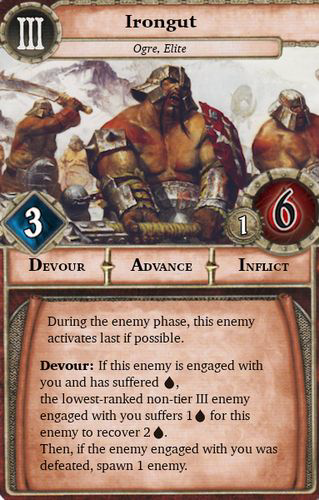 III
Irongut
Ogre, Elite
3
1
6
Devour Advance Inflict
During the enemy phase, this enemy
activates last if possible.
Devour: If this enemy is engaged with
you and has suffered ,
the lowest-ranked non-tier III enemy
engaged with you suffers 1 for this
enemy to recover 2 .
Then, if the enemy engaged with you was
defeated, spawn 1 enemy.